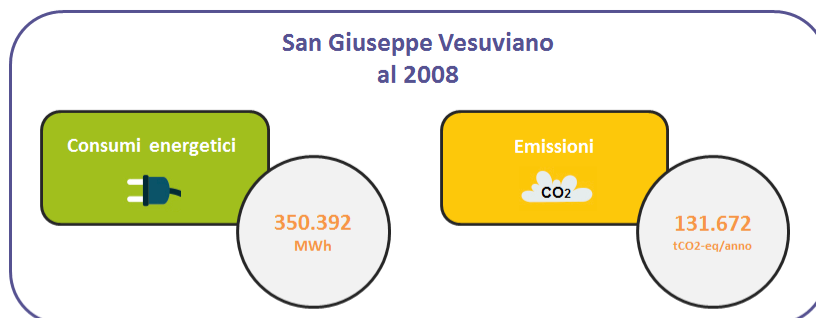 San Giuseppe Vesuviano
al 2008
Consumi energetici
350.392
MWh
Emissioni
CO2
131.672
tCO2-eq/anno